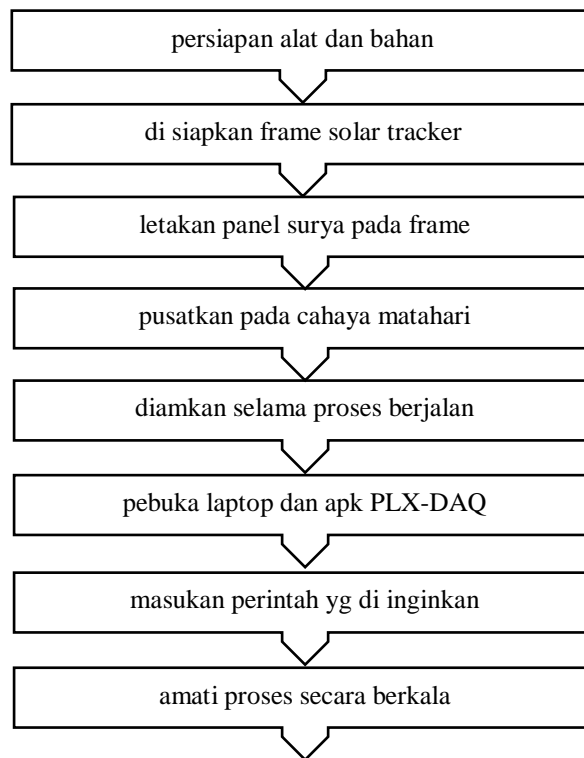 persiapan alat dan bahan
di siapkan frame solar tracker
letakan panel surya pada frame
pusatkan pada cahaya matahari
diamkan selama proses berjalan
pebuka laptop dan apk PLX-DAQ
masukan perintah yg di inginkan
amati proses secara berkala